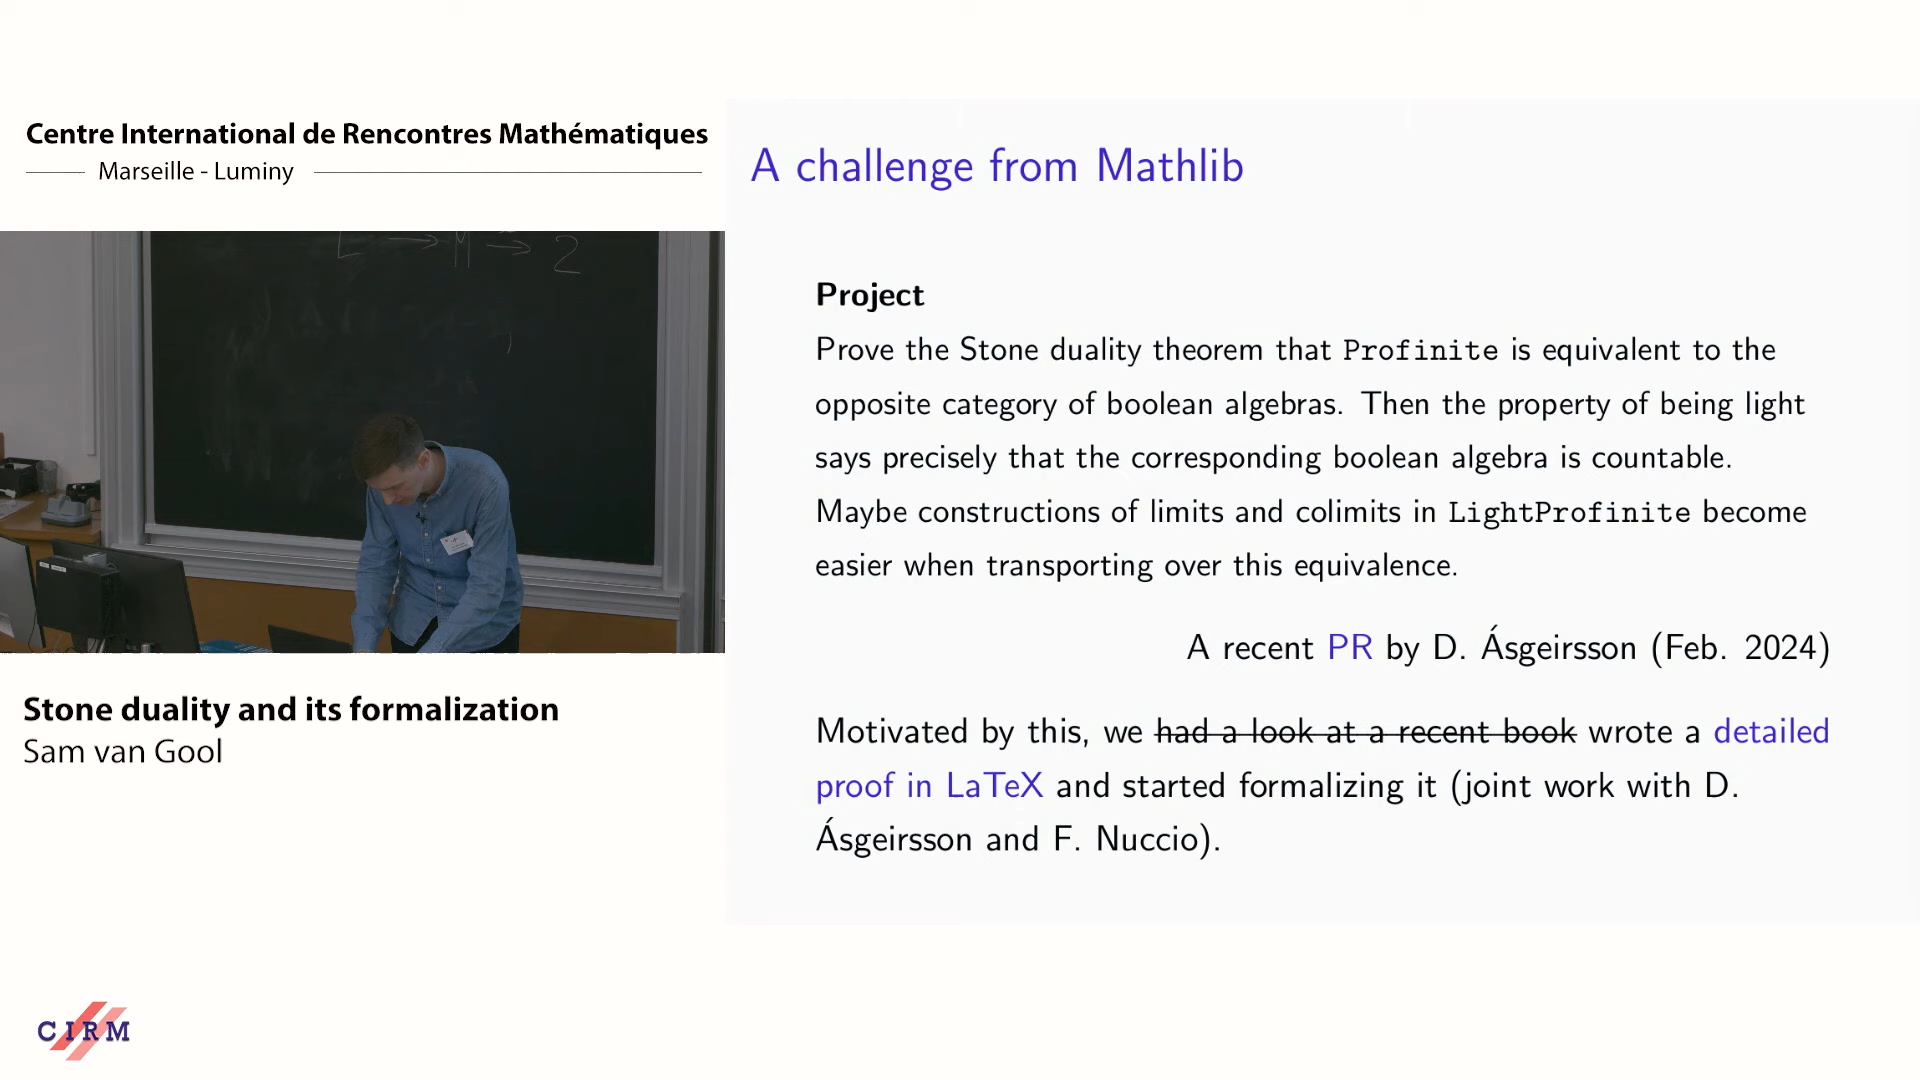 Centre International de Rencontres Mathématiques
Marseille - Luminy
A challenge from Mathlib
L → M → 2
Project
Prove the Stone duality theorem that Profinite is equivalent to the
opposite category of boolean algebras. Then the property of being light
says precisely that the corresponding boolean algebra is countable.
Maybe constructions of limits and colimits in LightProfinite become
easier when transporting over this equivalence.
A recent PR by D. Ásgeirsson (Feb. 2024)
Motivated by this, we had a look at a recent book wrote a detailed
proof in LaTeX and started formalizing it (joint work with D.
Ásgeirsson and F. Nuccio).
Stone duality and its formalization
Sam van Gool
CIRM